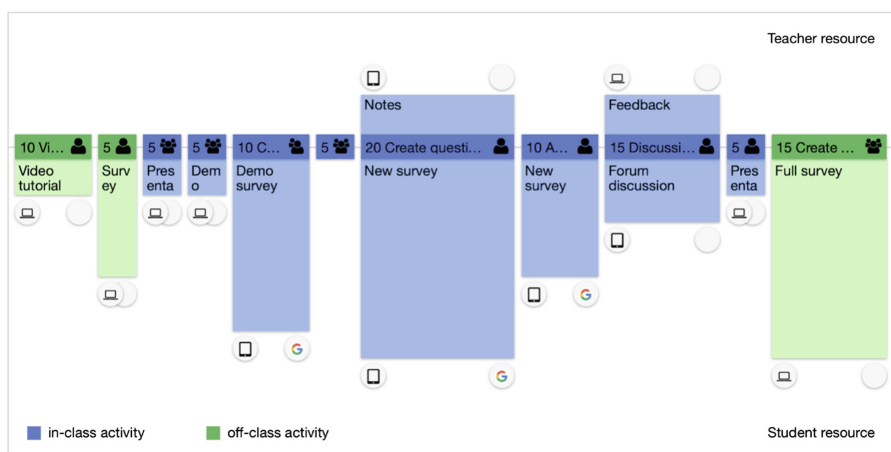 Teacher resource
Notes
Feedback
10 Vi...
5
5
5
10 C...
5
20 Create questi...
10 A...
15 Discussi...
5
15 Create ...
Video
tutorial
Surv
ey
Pres
enta
Dem
o
Demo
survey
New survey
New
survey
Forum
discussion
Pres
enta
Full survey
in-class activity
off-class activity
Student resource